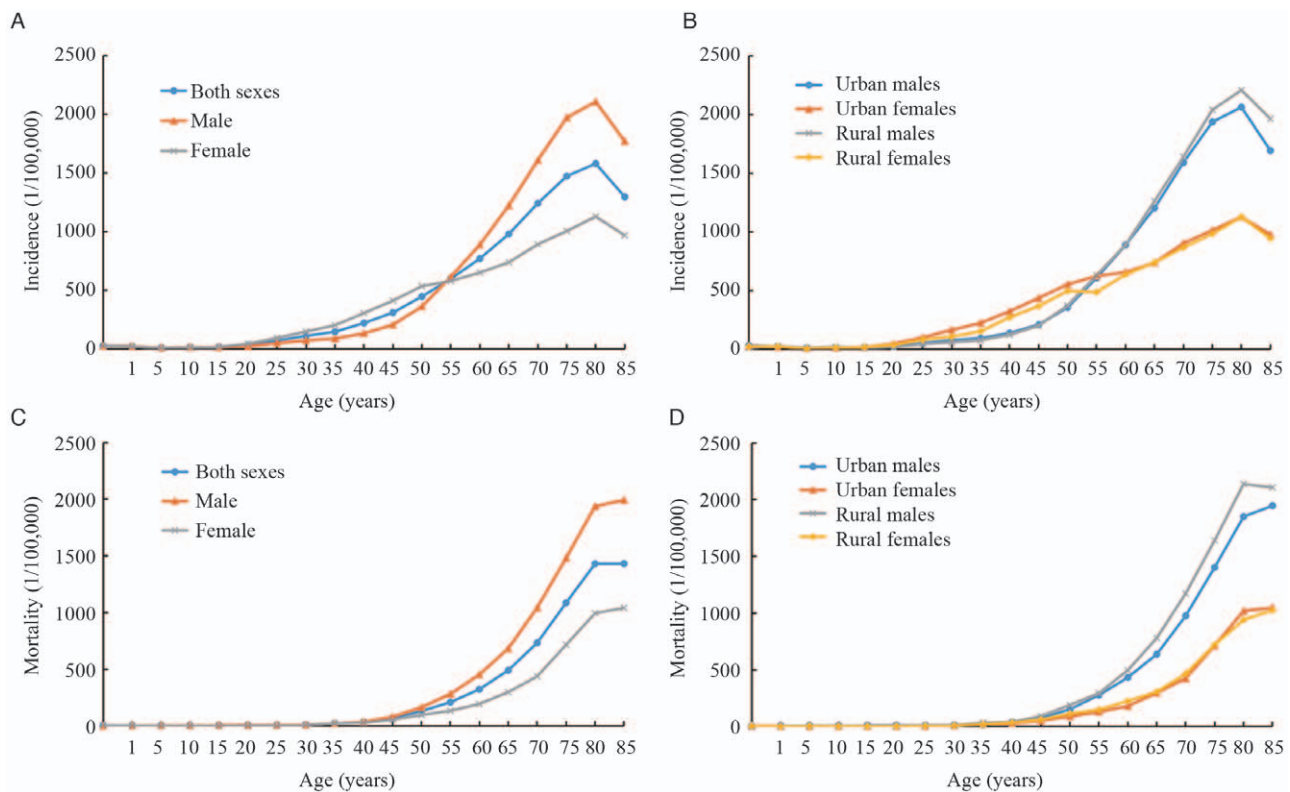 A
Incidence (1/100,000)
2500
2000
1500
1000
500
0
Both sexes
Male
Female
1 5 10 15 20 25 30 35 40 45 50 55 60 65 70 75 80 85
Age (years)
B
Incidence (1/100,000)
2500
2000
1500
1000
500
0
Urban males
Urban females
Rural males
Rural females
1 5 10 15 20 25 30 35 40 45 50 55 60 65 70 75 80 85
Age (years)
C
Mortality (1/100,000)
2500
2000
1500
1000
500
0
Both sexes
Male
Female
1 5 10 15 20 25 30 35 40 45 50 55 60 65 70 75 80 85
Age (years)
D
Mortality (1/100,000)
2500
2000
1500
1000
500
0
Urban males
Urban females
Rural males
Rural females
1 5 10 15 20 25 30 35 40 45 50 55 60 65 70 75 80 85
Age (years)